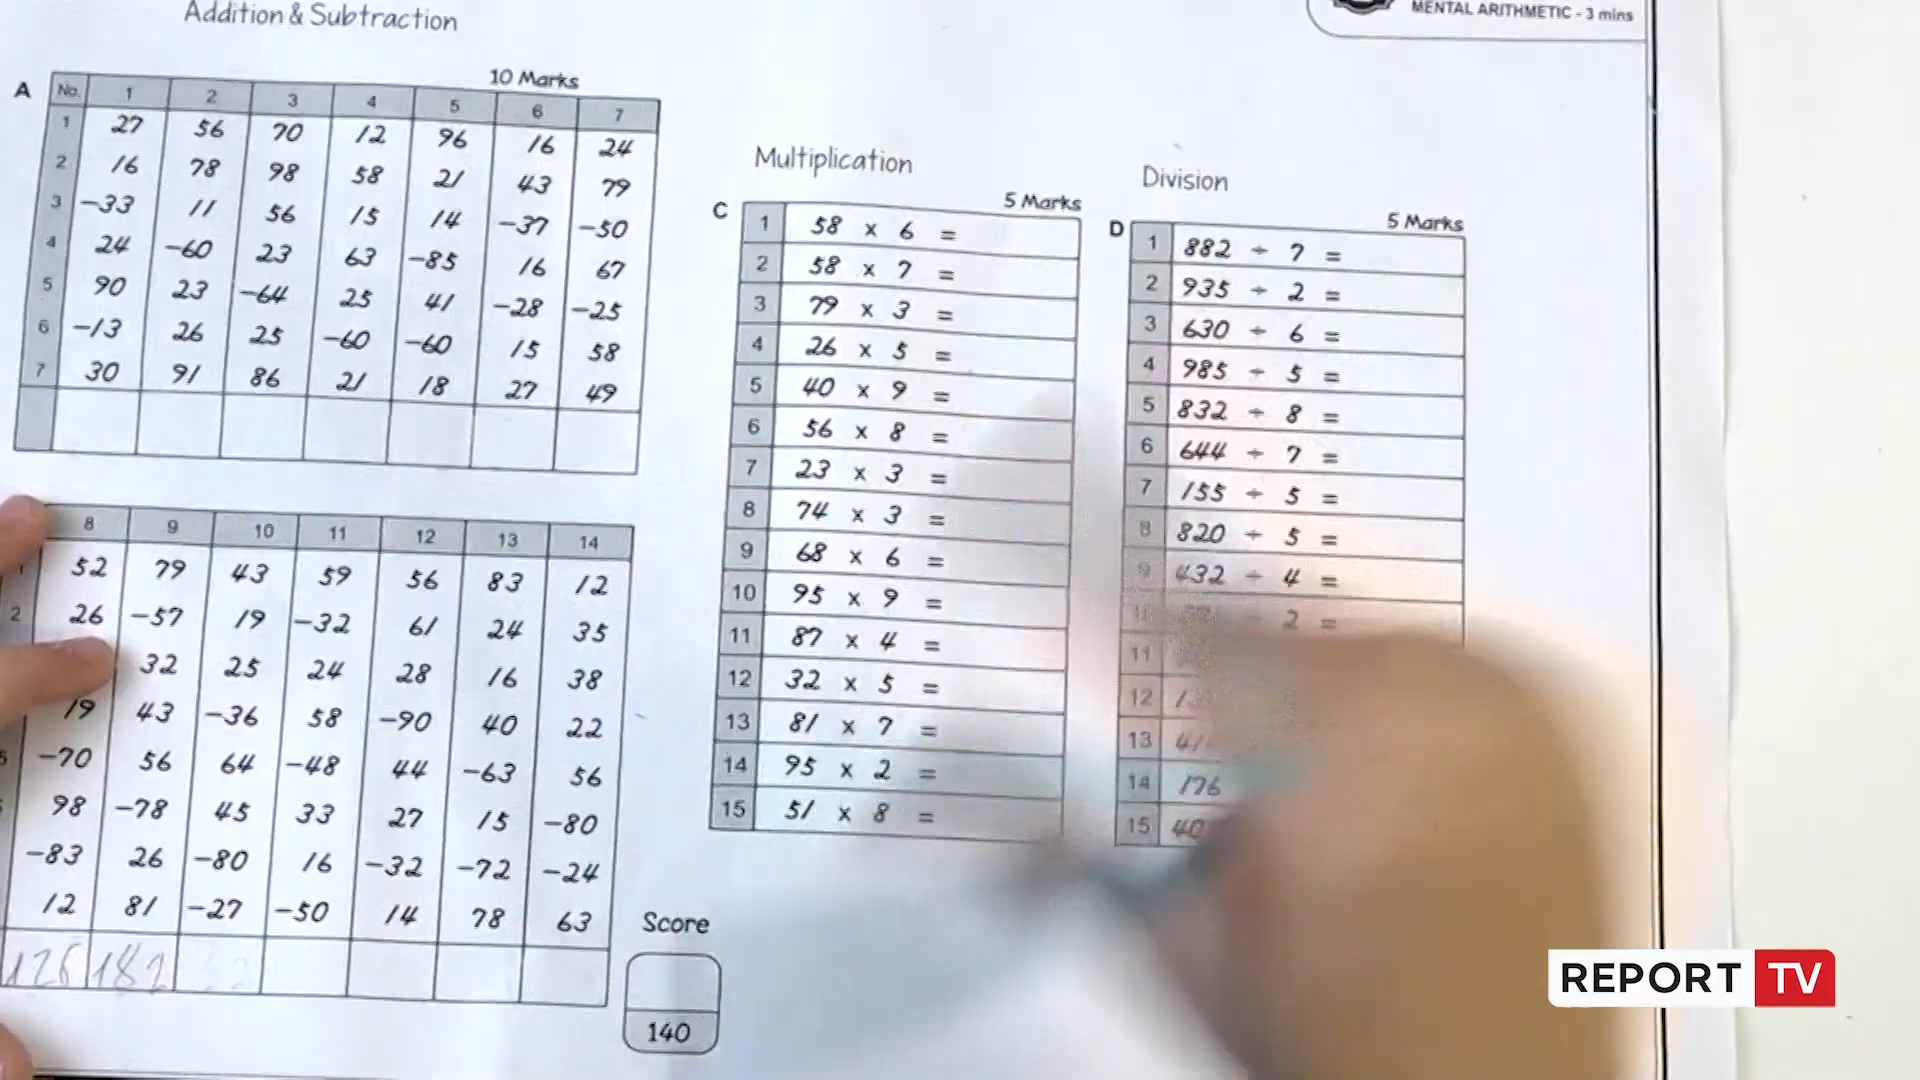 Addition & Subtraction
MENTAL ARITHMETIC - 3 mins
10 Marks
A
No. 1 2 3 4 5 6 7
1 27 56 70 12 96 16 24
2 16 78 98 58 21 43 79
3 -33 11 56 15 14 -37 -50
4 24 -60 23 63 -85 16 67
5 90 23 -64 25 41 -28 -25
6 -13 26 25 -60 -60 15 58
7 30 91 86 21 18 27 49
8 9 10 11 12 13 14
52 79 43 59 56 83 12
2 26 -57 19 -32 61 24 35
32 25 24 28 16 38
19 43 -36 58 -90 40 22
-70 56 64 -48 44 -63 56
98 -78 45 33 27 15 -80
-83 26 -80 16 -32 -72 -24
12 81 -27 -50 14 78 63
126 182
Score
140
Multiplication
5 Marks
C
1 58 x 6 =
2 58 x 7 =
3 79 x 3 =
4 26 x 5 =
5 40 x 9 =
6 56 x 8 =
7 23 x 3 =
8 74 x 3 =
9 68 x 6 =
10 95 x 9 =
11 87 x 4 =
12 32 x 5 =
13 81 x 7 =
14 95 x 2 =
15 51 x 8 =
Division
5 Marks
D
1 882 ÷ 7 =
2 935 ÷ 2 =
3 630 ÷ 6 =
4 985 ÷ 5 =
5 832 ÷ 8 =
6 644 ÷ 7 =
7 155 ÷ 5 =
8 820 ÷ 5 =
9 432 ÷ 4 =
10 ÷ 2 =
11
12
13
14 176
15
REPORT TV